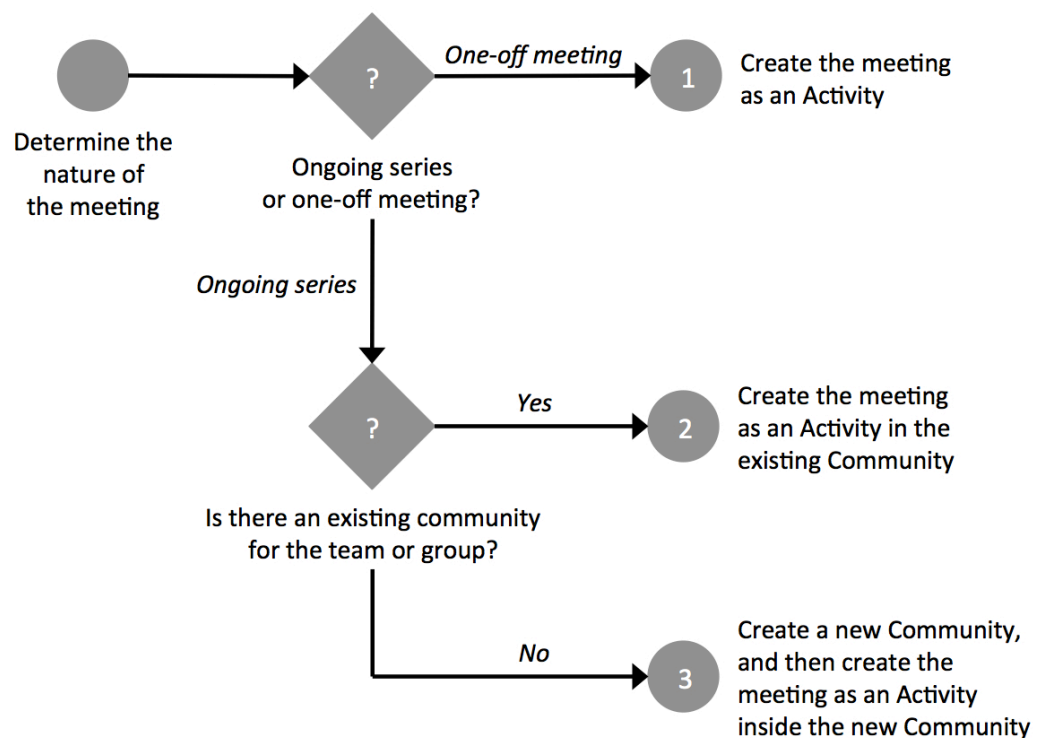 ?
One-off meeting
1
Create the meeting
as an Activity
Determine the
nature of
the meeting
Ongoing series
or one-off meeting?
Ongoing series
?
Yes
2
Create the meeting
as an Activity in the
existing Community
Is there an existing community
for the team or group?
No
3
Create a new Community,
and then create the
meeting as an Activity
inside the new Community